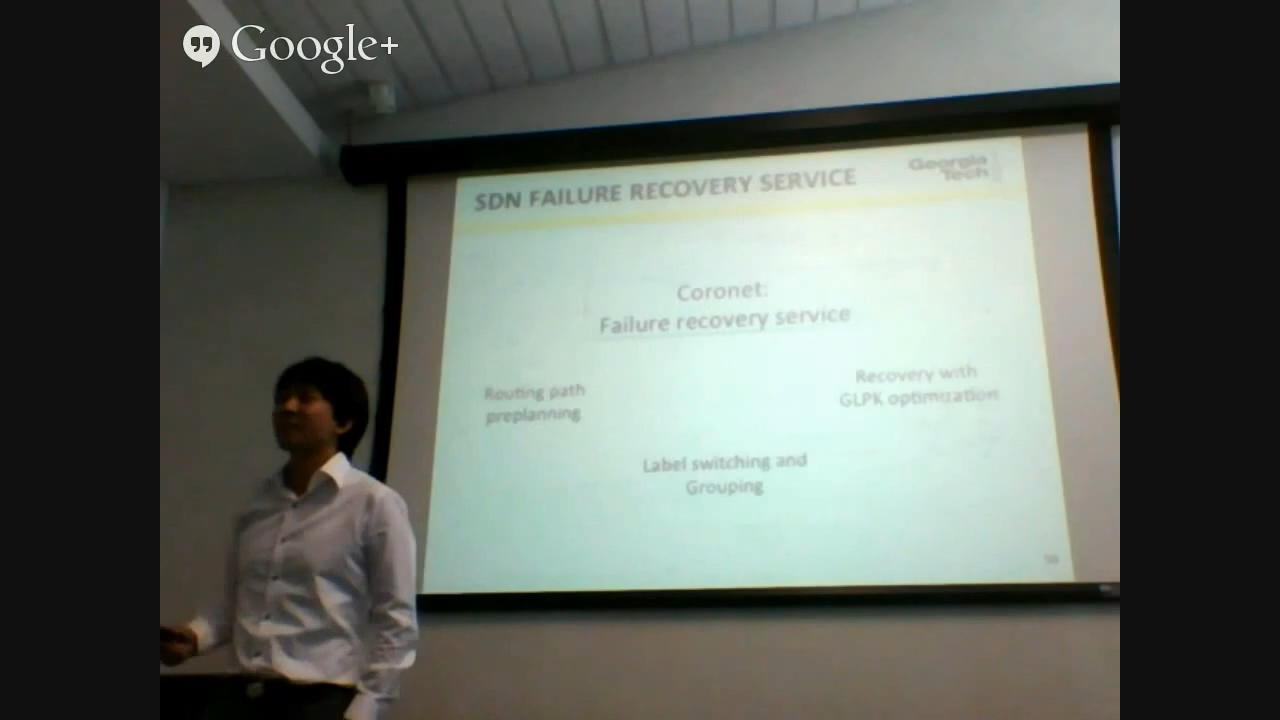 Google+
SDN FAILURE RECOVERY SERVICE
Georgia
Tech
Coronet:
Failure recovery service
Routing path
preplanning
Recovery with
GLPK optimization
Label switching and
Grouping